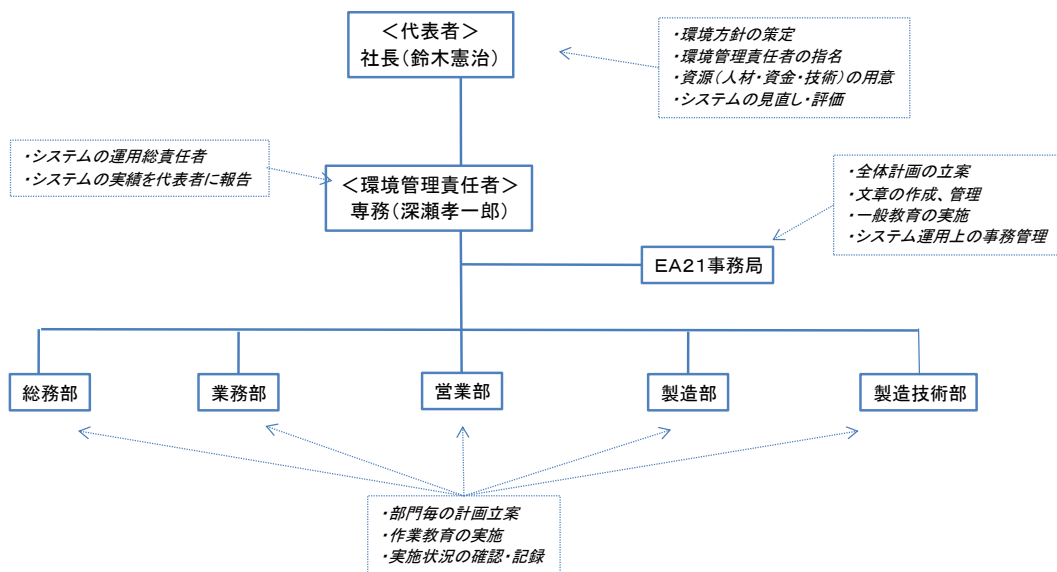 ＜代表者＞
社長(鈴木憲治)
・環境方針の策定
・環境管理責任者の指名
・資源(人材・資金・技術)の用意
・システムの見直し・評価
・システムの運用総責任者
・システムの実績を代表者に報告
＜環境管理責任者＞
専務(深瀬孝一郎)
・全体計画の立案
・文章の作成、管理
・一般教育の実施
・システム運用上の事務管理
EA21事務局
総務部
業務部
営業部
製造部
製造技術部
・部門毎の計画立案
・作業教育の実施
・実施状況の確認・記録